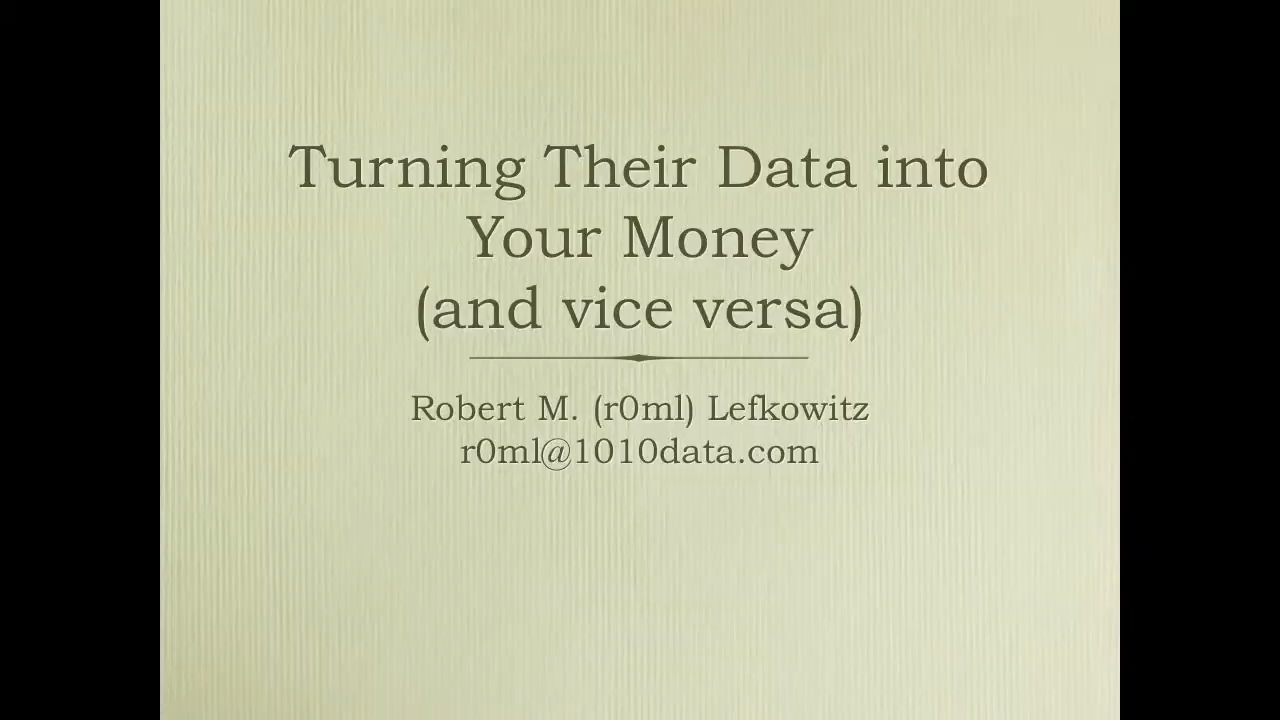 Turning Their Data into
Your Money
(and vice versa)
Robert M. (r0ml) Lefkowitz
r0ml@1010data.com